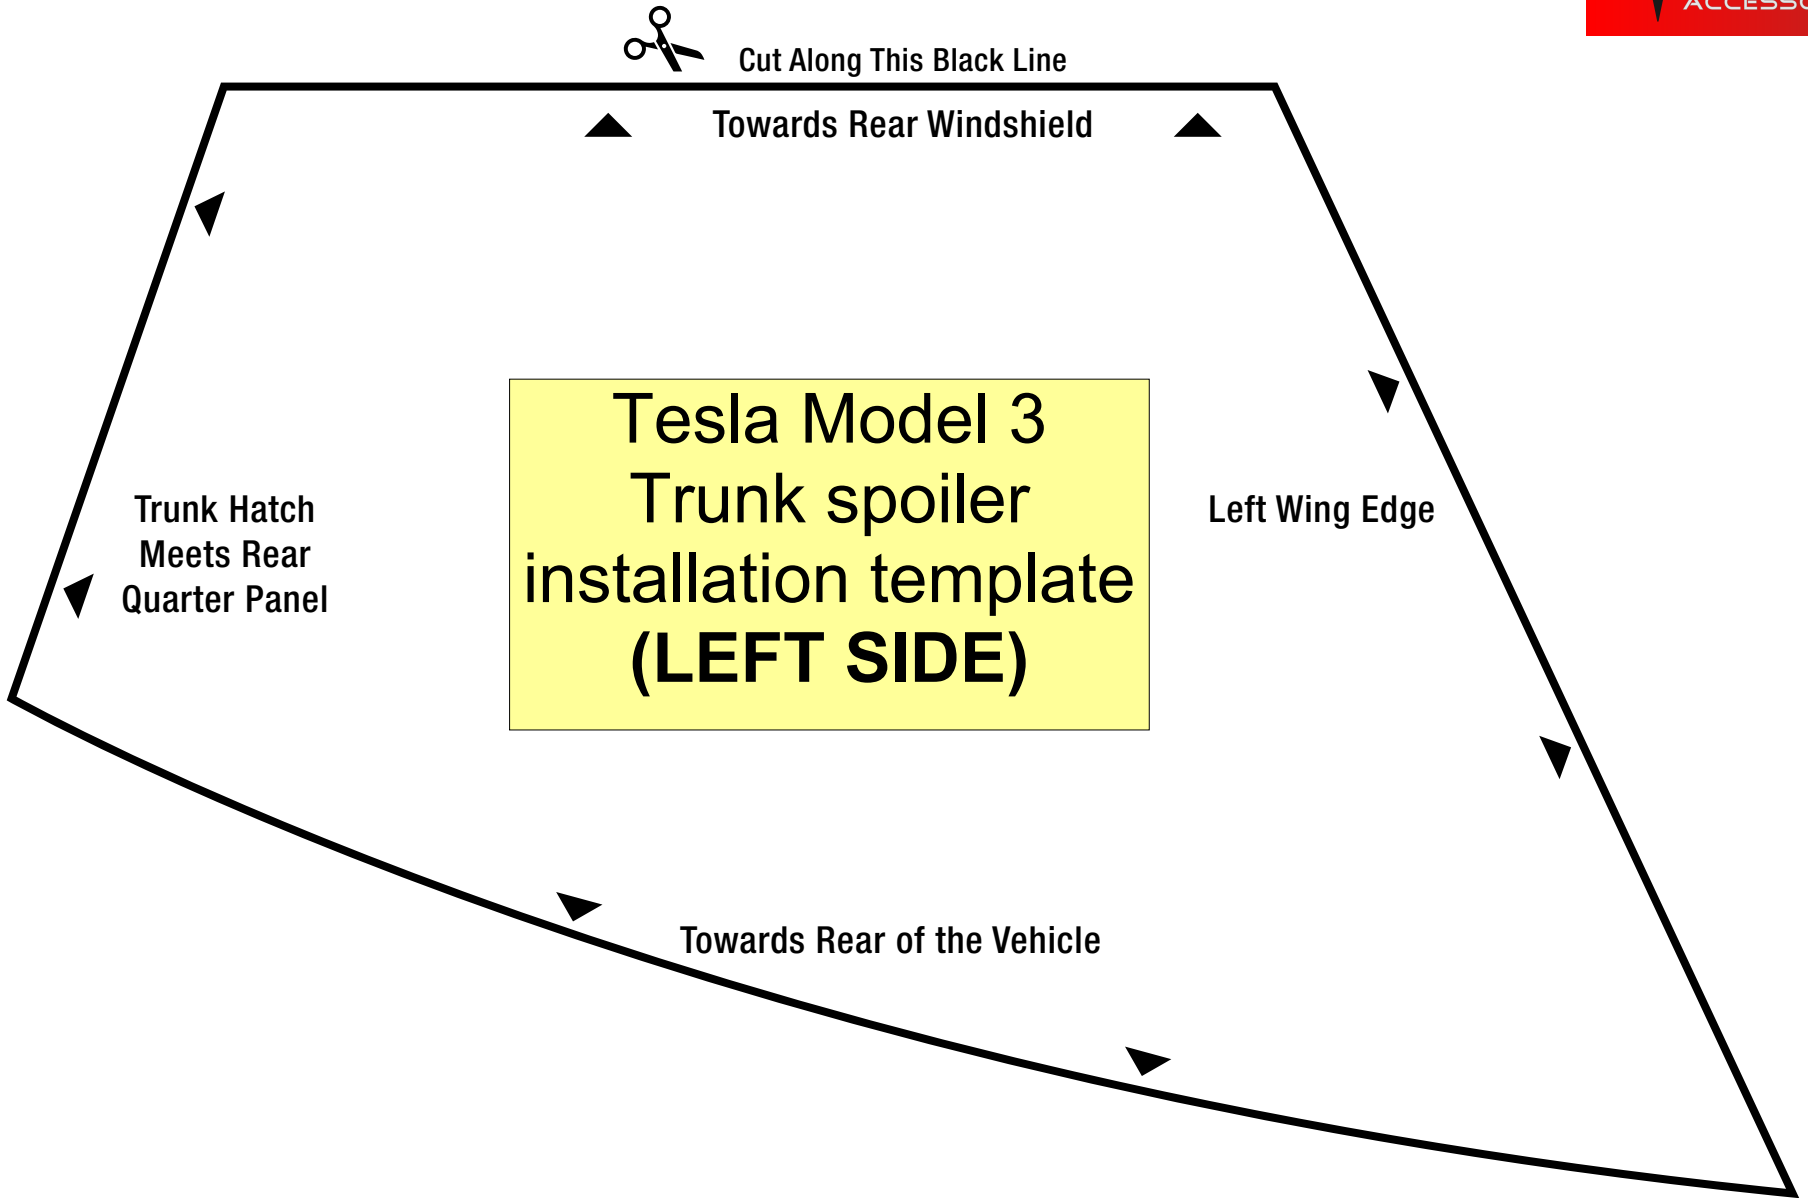 Cut Along This Black Line
Towards Rear Windshield
Tesla Model 3
Trunk spoiler
installation template
(LEFT SIDE)
Trunk Hatch
Meets Rear
Quarter Panel
Left Wing Edge
Towards Rear of the Vehicle